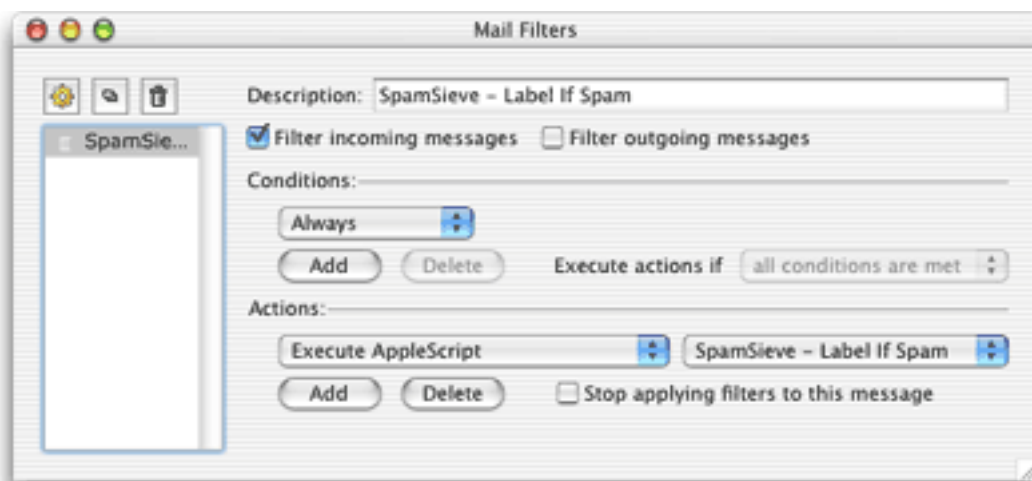 Mail Filters
Description: SpamSieve – Label If Spam
SpamSie...
Filter incoming messages Filter outgoing messages
Conditions:
Always
Add Delete Execute actions if all conditions are met
Actions:
Execute AppleScript SpamSieve – Label If Spam
Add Delete Stop applying filters to this message